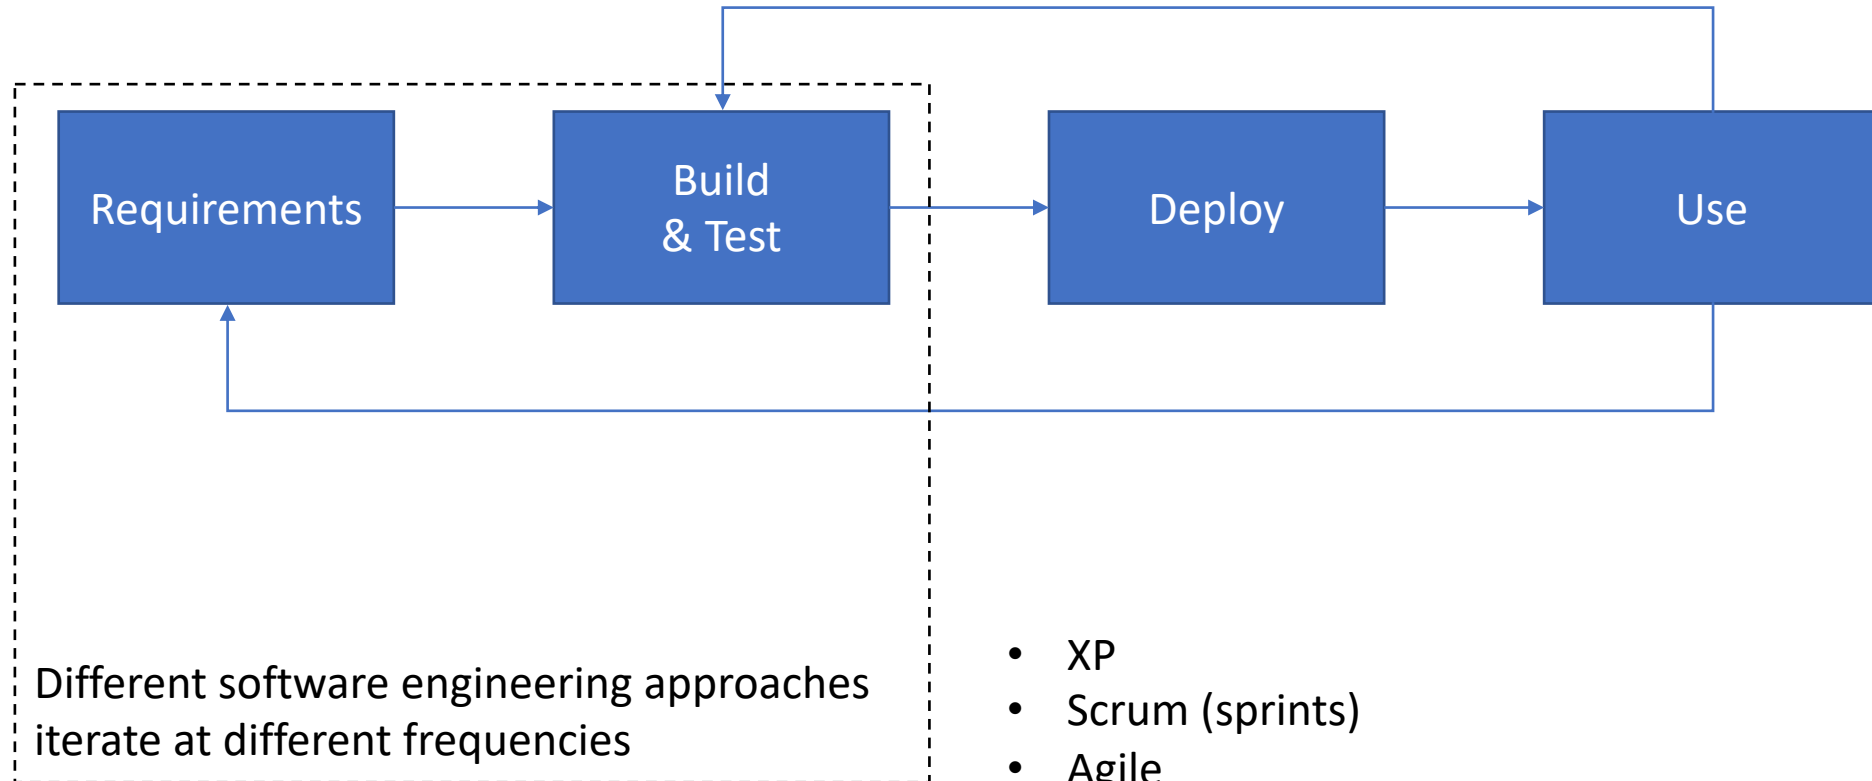 Requirements
Build
& Test
Deploy
Use
Different software engineering approaches
iterate at different frequencies
• XP
• Scrum (sprints)
• Agile